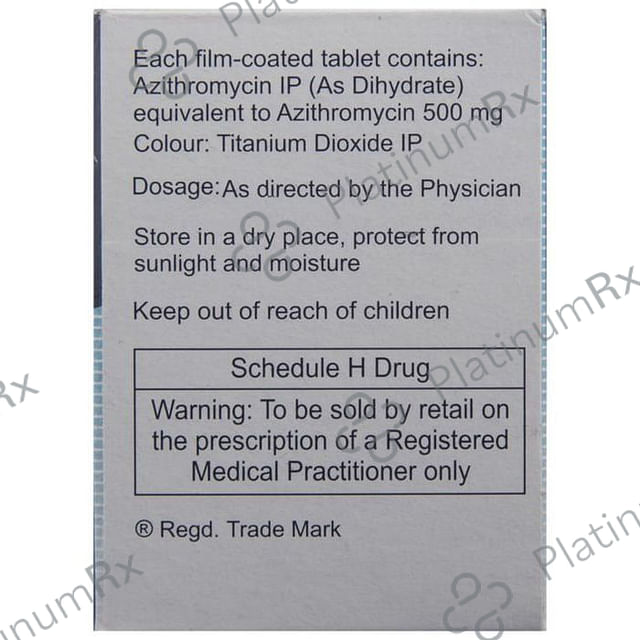 Each film-coated tablet contains:
Azithromycin IP (As Dihydrate)
equivalent to Azithromycin 500 mg
Colour: Titanium Dioxide IP
Dosage: As directed by the Physician
Store in a dry place, protect from
sunlight and moisture
Keep out of reach of children
Schedule H Drug
Warning: To be sold by retail on
the prescription of a Registered
Medical Practitioner only
® Regd. Trade Mark
PlatinumRx
PlatinumRx
PlatinumRx
Rx
Platinum
tinumRx